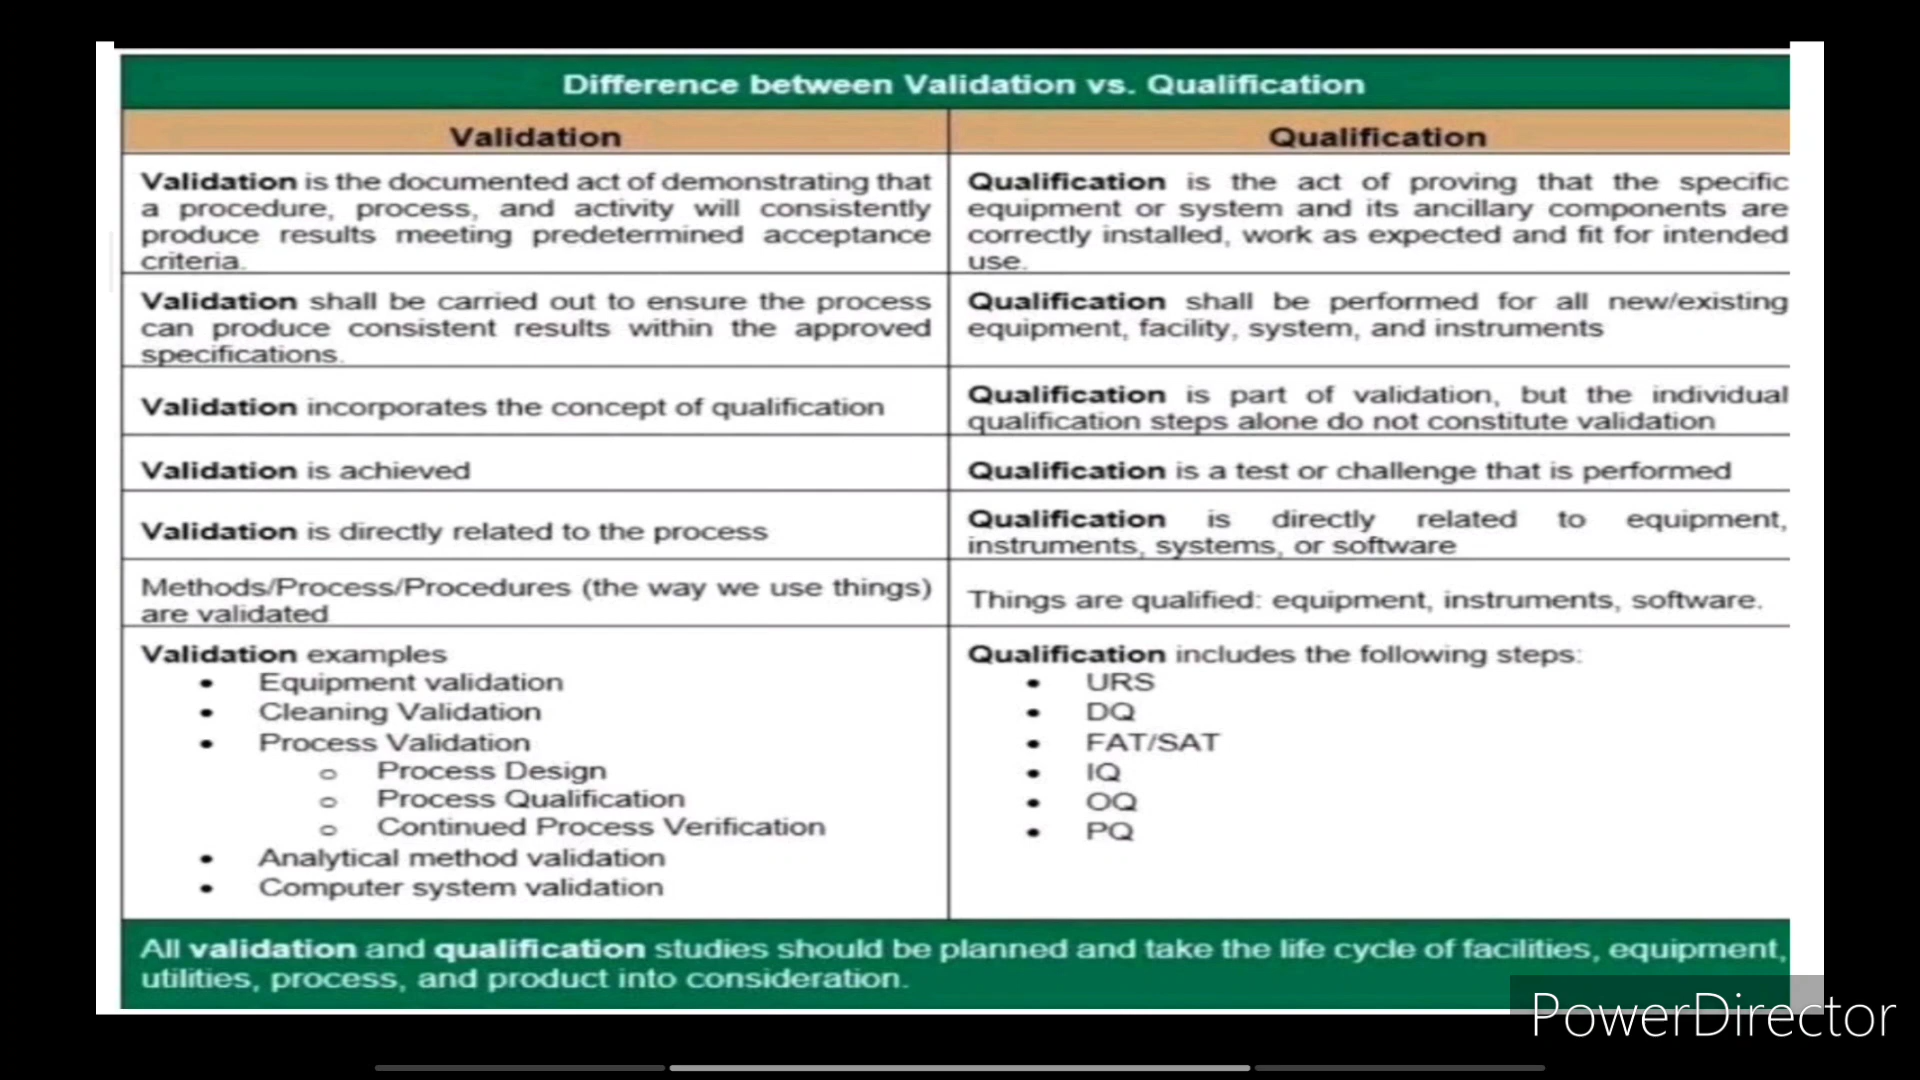 Difference between Validation vs. Qualification
Validation
Qualification
Validation is the documented act of demonstrating that
a procedure, process, and activity will consistently
produce results meeting predetermined acceptance
criteria.
Qualification is the act of proving that the specific
equipment or system and its ancillary components are
correctly installed, work as expected and fit for intended
use.
Validation shall be carried out to ensure the process
can produce consistent results within the approved
specifications.
Qualification shall be performed for all new/existing
equipment, facility, system, and instruments
Validation incorporates the concept of qualification
Qualification is part of validation, but the individual
qualification steps alone do not constitute validation
Validation is achieved
Qualification is a test or challenge that is performed
Validation is directly related to the process
Qualification is directly related to equipment,
instruments, systems, or software
Methods/Process/Procedures (the way we use things)
are validated
Things are qualified: equipment, instruments, software.
Validation examples
• Equipment validation
• Cleaning Validation
• Process Validation
o Process Design
o Process Qualification
o Continued Process Verification
• Analytical method validation
• Computer system validation
Qualification includes the following steps:
• URS
• DQ
• FAT/SAT
• IQ
• OQ
• PQ
All validation and qualification studies should be planned and take the life cycle of facilities, equipment,
utilities, process, and product into consideration.
PowerDirector